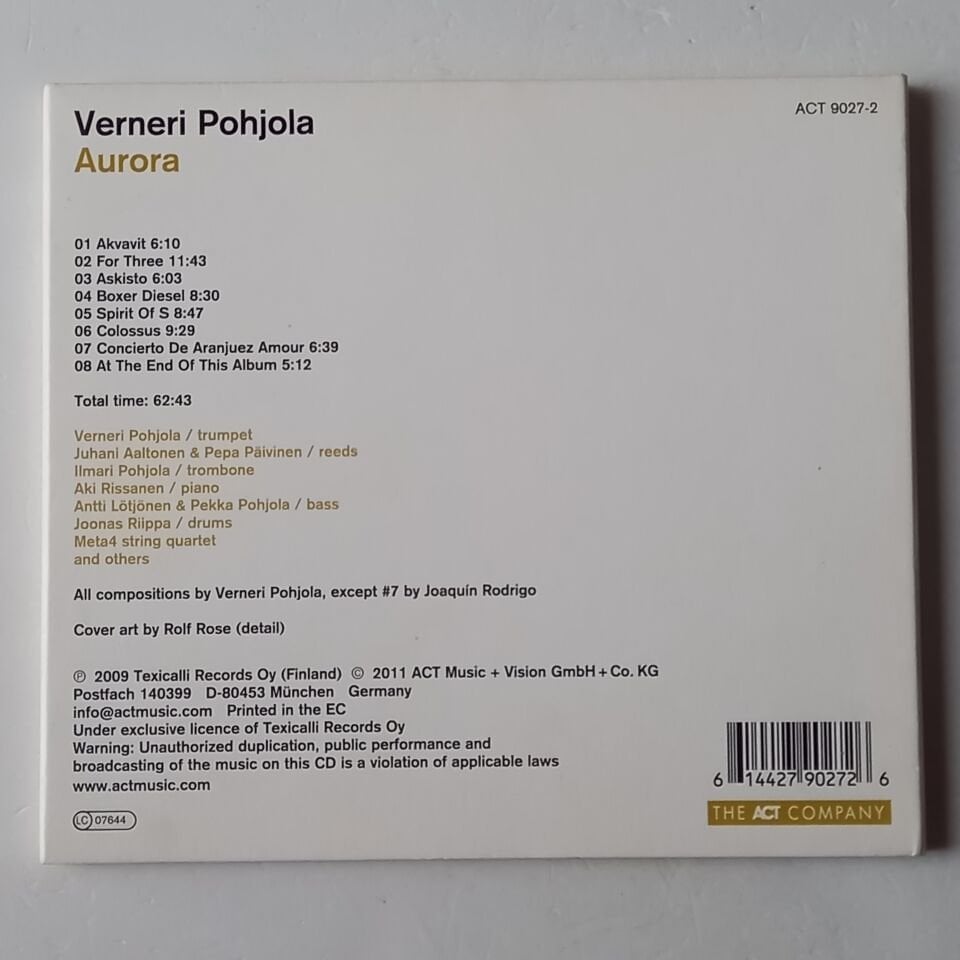 Verneri Pohjola
ACT 9027-2
Aurora
01 Akvavit 6:10
02 For Three 11:43
03 Askisto 6:03
04 Boxer Diesel 8:30
05 Spirit Of S 8:47
06 Colossus 9:29
07 Concierto De Aranjuez Amour 6:39
08 At The End Of This Album 5:12
Total time: 62:43
Verneri Pohjola / trumpet
Juhani Aaltonen & Pepa Päivinen / reeds
Ilmari Pohjola / trombone
Aki Rissanen / piano
Antti Lötjönen & Pekka Pohjola / bass
Joonas Riippa / drums
Meta4 string quartet
and others
All compositions by Verneri Pohjola, except #7 by Joaquín Rodrigo
Cover art by Rolf Rose (detail)
℗ 2009 Texicalli Records Oy (Finland) © 2011 ACT Music + Vision GmbH + Co. KG
Postfach 140399 D-80453 München Germany
info@actmusic.com Printed in the EC
Under exclusive licence of Texicalli Records Oy
Warning: Unauthorized duplication, public performance and
broadcasting of the music on this CD is a violation of applicable laws
www.actmusic.com
6 14427 90272 6
LC 07644
THE ACT COMPANY